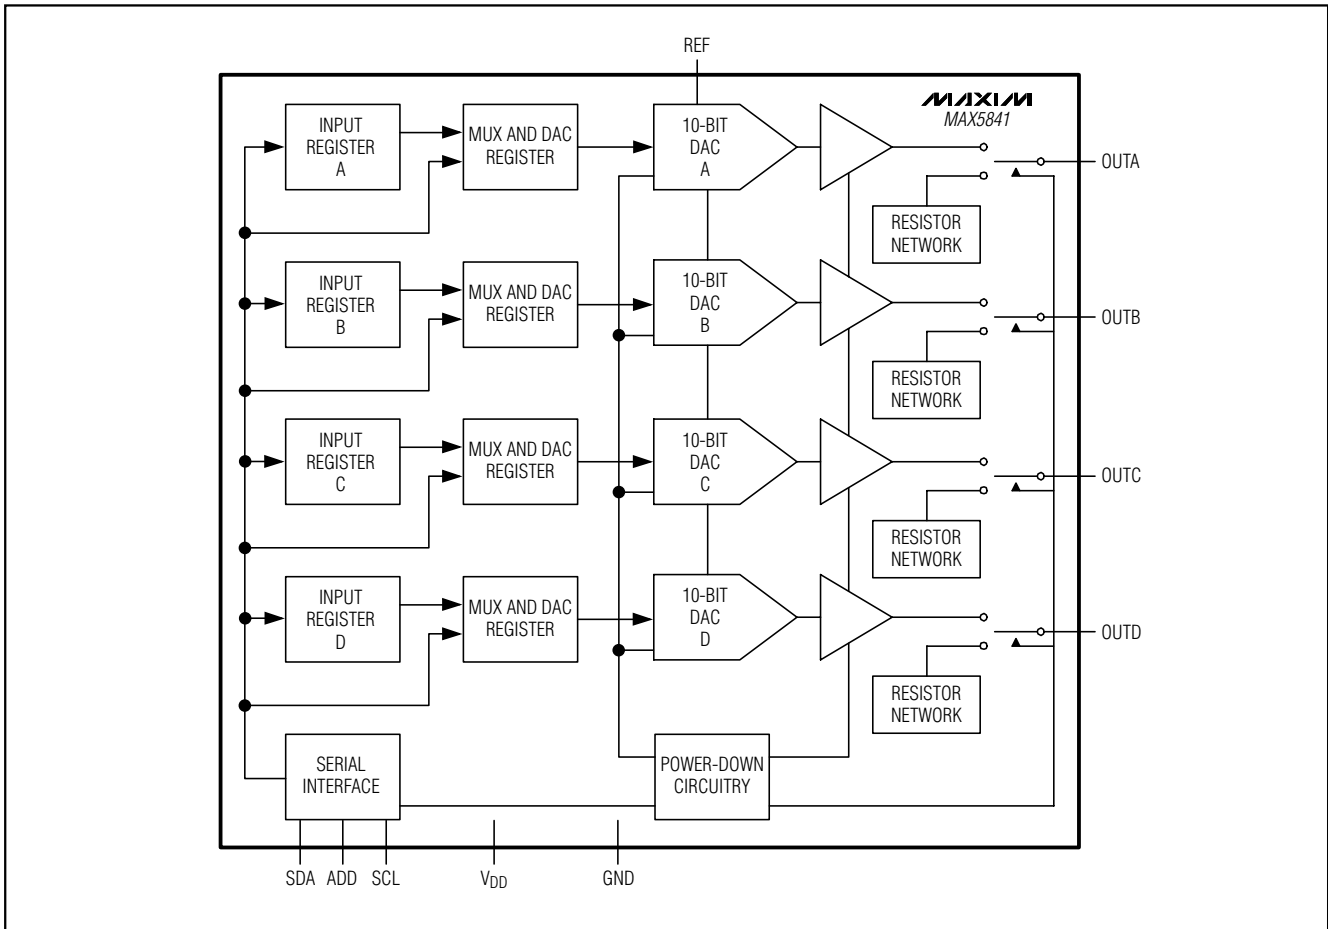 REF
MAXIM
MAX5841
INPUT
REGISTER
A
MUX AND DAC
REGISTER
10-BIT
DAC
A
OUTA
RESISTOR
NETWORK
INPUT
REGISTER
B
MUX AND DAC
REGISTER
10-BIT
DAC
B
OUTB
RESISTOR
NETWORK
INPUT
REGISTER
C
MUX AND DAC
REGISTER
10-BIT
DAC
C
OUTC
RESISTOR
NETWORK
INPUT
REGISTER
D
MUX AND DAC
REGISTER
10-BIT
DAC
D
OUTD
RESISTOR
NETWORK
SERIAL
INTERFACE
POWER-DOWN
CIRCUITRY
SDA ADD SCL VDD GND